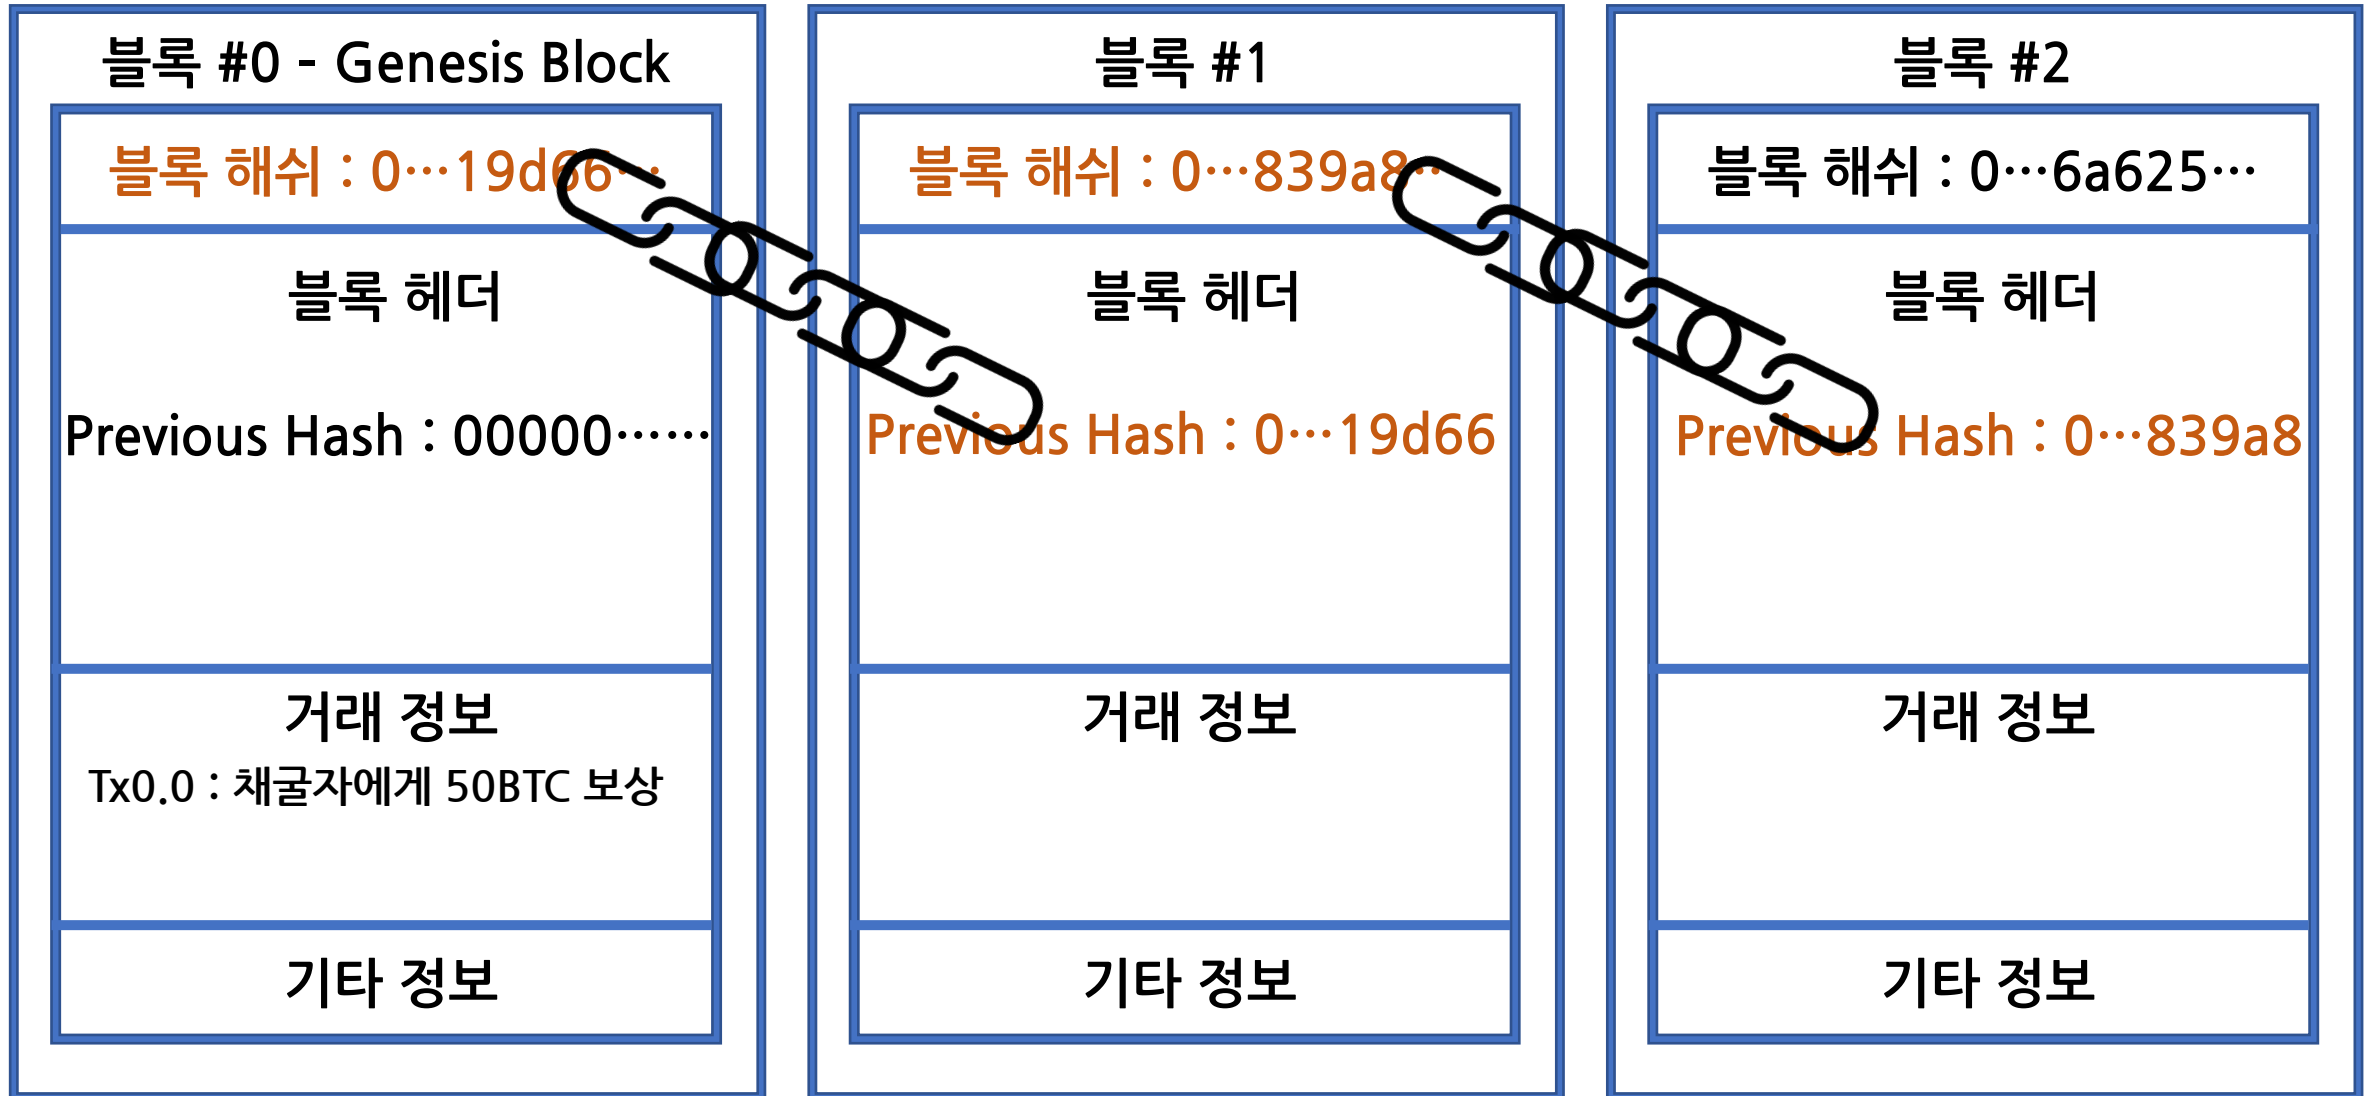 블록 #0 - Genesis Block
블록 해쉬 : 0…19d66…
블록 헤더
Previous Hash : 00000……
거래 정보
Tx0.0 : 채굴자에게 50BTC 보상
기타 정보
블록 #1
블록 해쉬 : 0…839a8…
블록 헤더
Previous Hash : 0…19d66
거래 정보
기타 정보
블록 #2
블록 해쉬 : 0…6a625…
블록 헤더
Previous Hash : 0…839a8
거래 정보
기타 정보